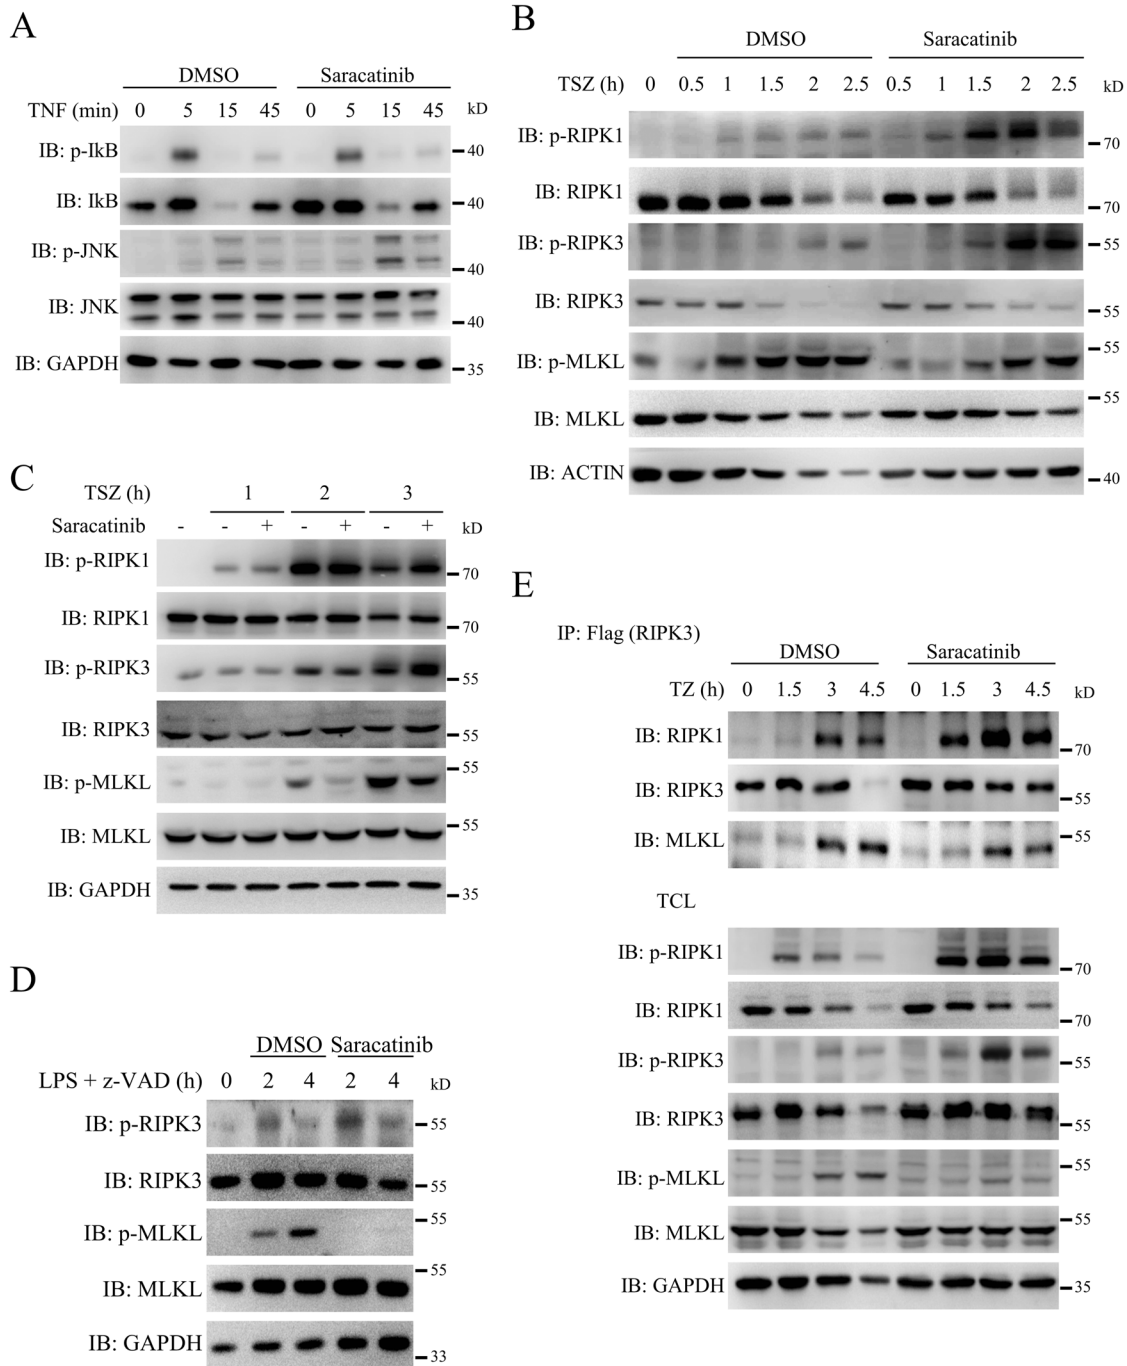 A
DMSO Saracatinib
TNF (min) 0 5 15 45 0 5 15 45 kD
IB: p-IkB 40
IB: IkB 40
IB: p-JNK 40
IB: JNK 40
IB: GAPDH 35
B
DMSO Saracatinib
TSZ (h) 0 0.5 1 1.5 2 2.5 0.5 1 1.5 2 2.5 kD
IB: p-RIPK1 70
IB: RIPK1 70
IB: p-RIPK3 55
IB: RIPK3 55
IB: p-MLKL 55
IB: MLKL 55
IB: ACTIN 40
C
TSZ (h) 1 2 3
Saracatinib - - + - + - + kD
IB: p-RIPK1 70
IB: RIPK1 70
IB: p-RIPK3 55
IB: RIPK3 55
IB: p-MLKL 55
IB: MLKL 55
IB: GAPDH 35
D
DMSO Saracatinib
LPS + z-VAD (h) 0 2 4 2 4 kD
IB: p-RIPK3 55
IB: RIPK3 55
IB: p-MLKL 55
IB: MLKL 55
IB: GAPDH 33
E
IP: Flag (RIPK3)
DMSO Saracatinib
TZ (h) 0 1.5 3 4.5 0 1.5 3 4.5 kD
IB: RIPK1 70
IB: RIPK3 55
IB: MLKL 55
TCL
IB: p-RIPK1 70
IB: RIPK1 70
IB: p-RIPK3 55
IB: RIPK3 55
IB: p-MLKL 55
IB: MLKL 55
IB: GAPDH 35